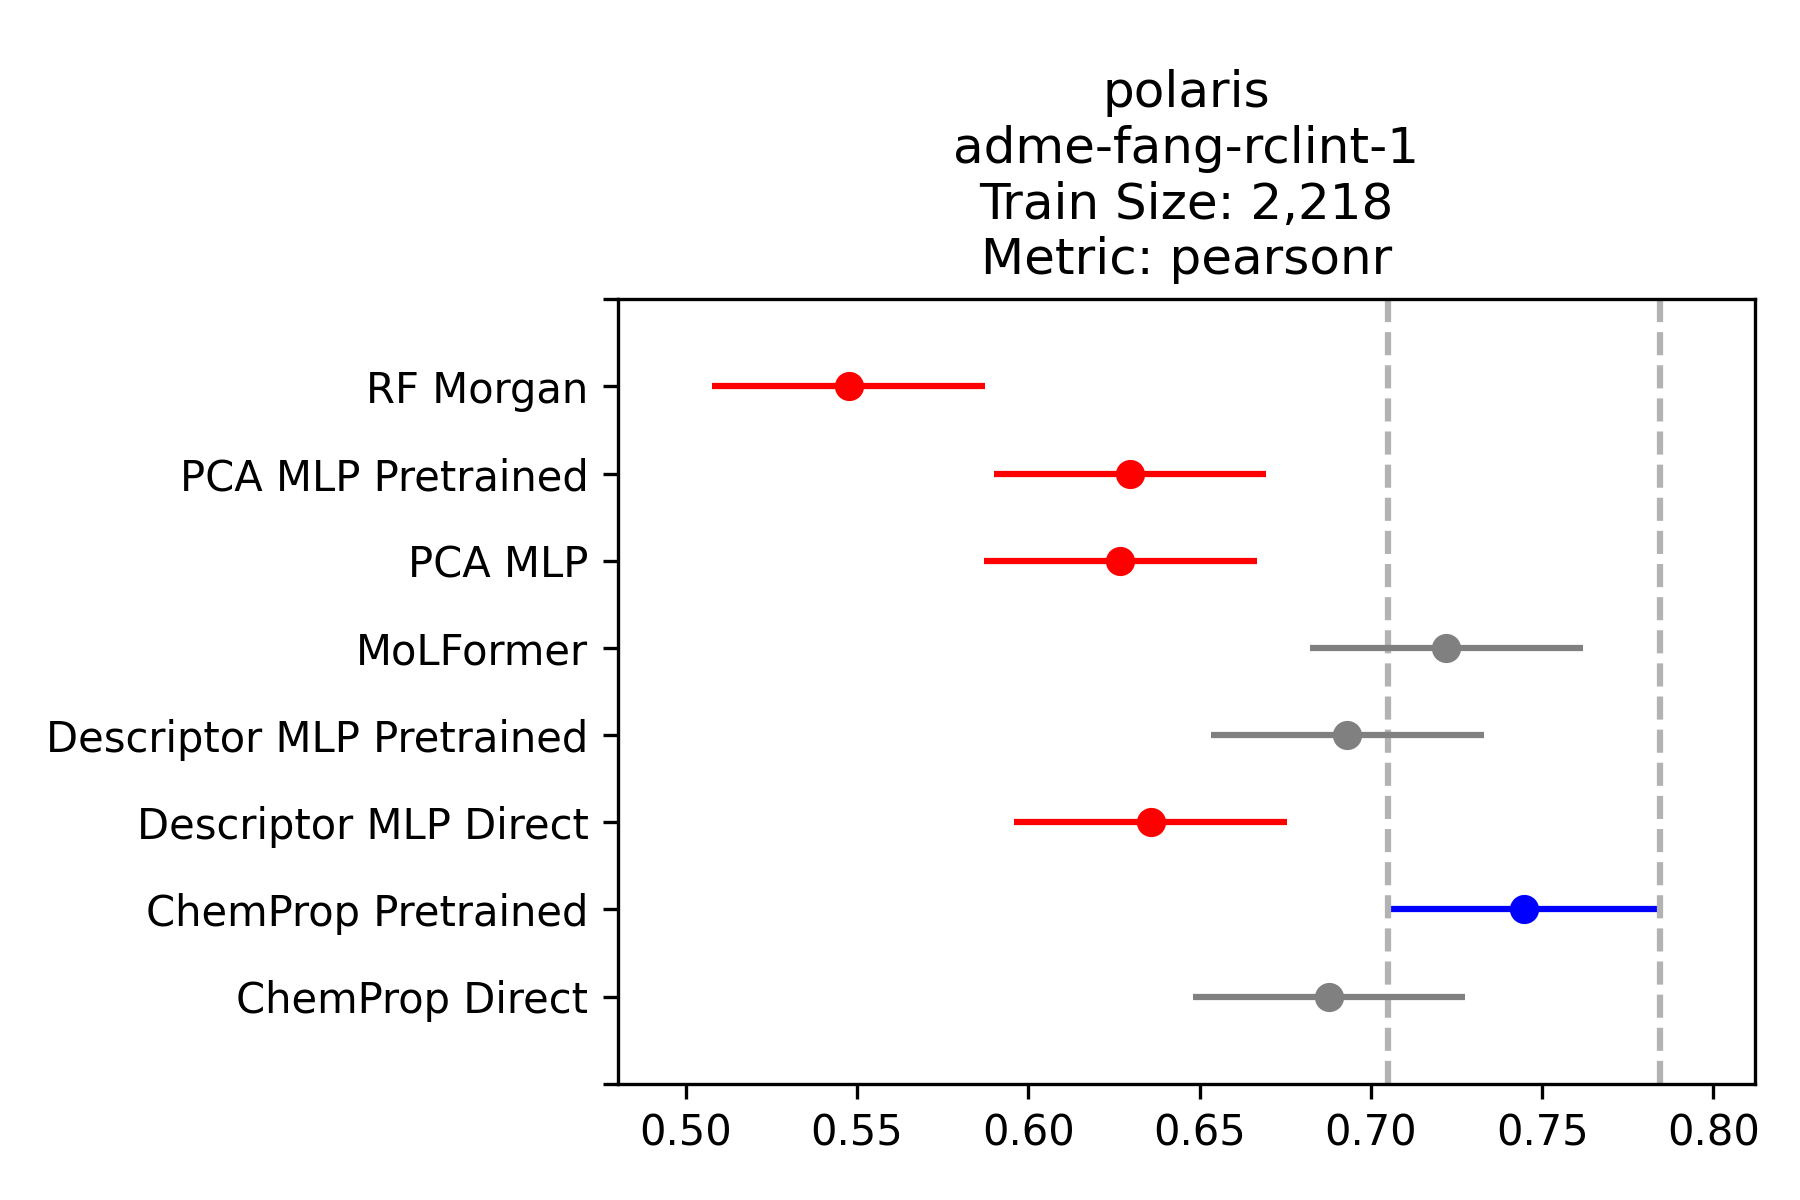 polaris
adme-fang-rclint-1
Train Size: 2,218
Metric: pearsonr
RF Morgan
PCA MLP Pretrained
PCA MLP
MoLFormer
Descriptor MLP Pretrained
Descriptor MLP Direct
ChemProp Pretrained
ChemProp Direct
0.50 0.55 0.60 0.65 0.70 0.75 0.80